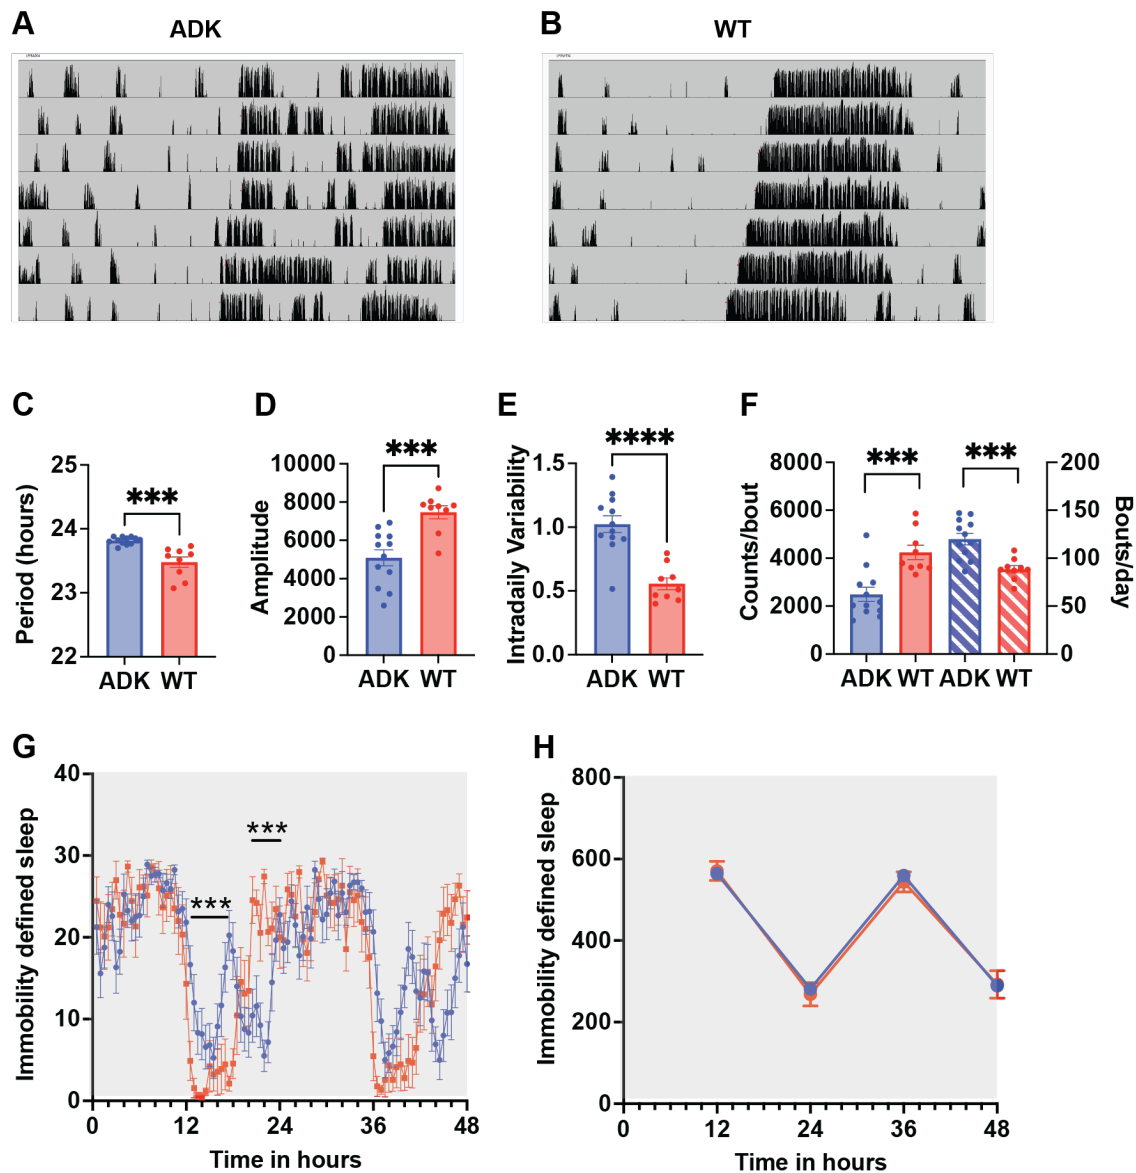 A
ADK
B
WT
C
Period (hours)
25
24
23
22
***
ADK WT
D
Amplitude
10000
8000
6000
4000
2000
0
***
ADK WT
E
Intradaily Variability
1.5
1.0
0.5
0.0
****
ADK WT
F
Counts/bout
8000
6000
4000
2000
0
***
***
200
150
100
50
0
Bouts/day
ADK WT ADK WT
G
Immobility defined sleep
40
30
20
10
0
***
***
0 12 24 36 48
Time in hours
H
Immobility defined sleep
800
600
400
200
0
0 12 24 36 48
Time in hours